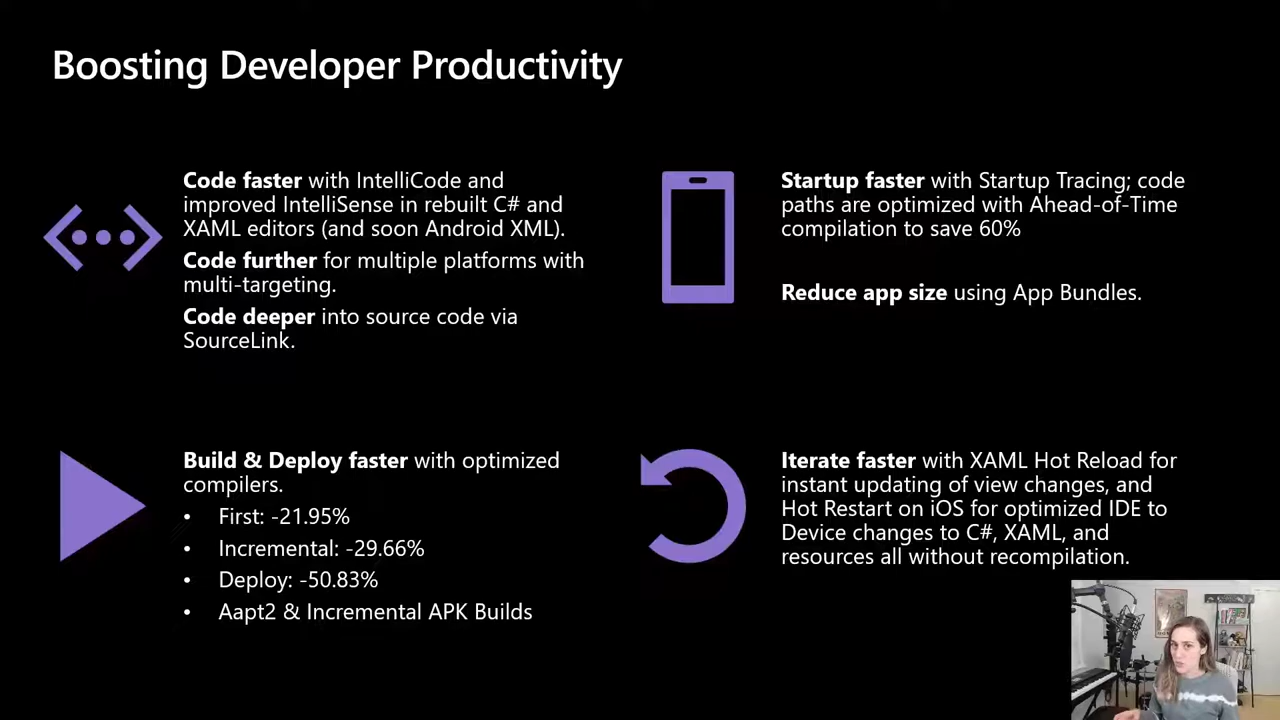 Boosting Developer Productivity
Code faster with IntelliCode and
improved IntelliSense in rebuilt C# and
XAML editors (and soon Android XML).
Code further for multiple platforms with
multi-targeting.
Code deeper into source code via
SourceLink.
Startup faster with Startup Tracing; code
paths are optimized with Ahead-of-Time
compilation to save 60%
Reduce app size using App Bundles.
Build & Deploy faster with optimized
compilers.
• First: -21.95%
• Incremental: -29.66%
• Deploy: -50.83%
• Aapt2 & Incremental APK Builds
Iterate faster with XAML Hot Reload for
instant updating of view changes, and
Hot Restart on iOS for optimized IDE to
Device changes to C#, XAML, and
resources all without recompilation.